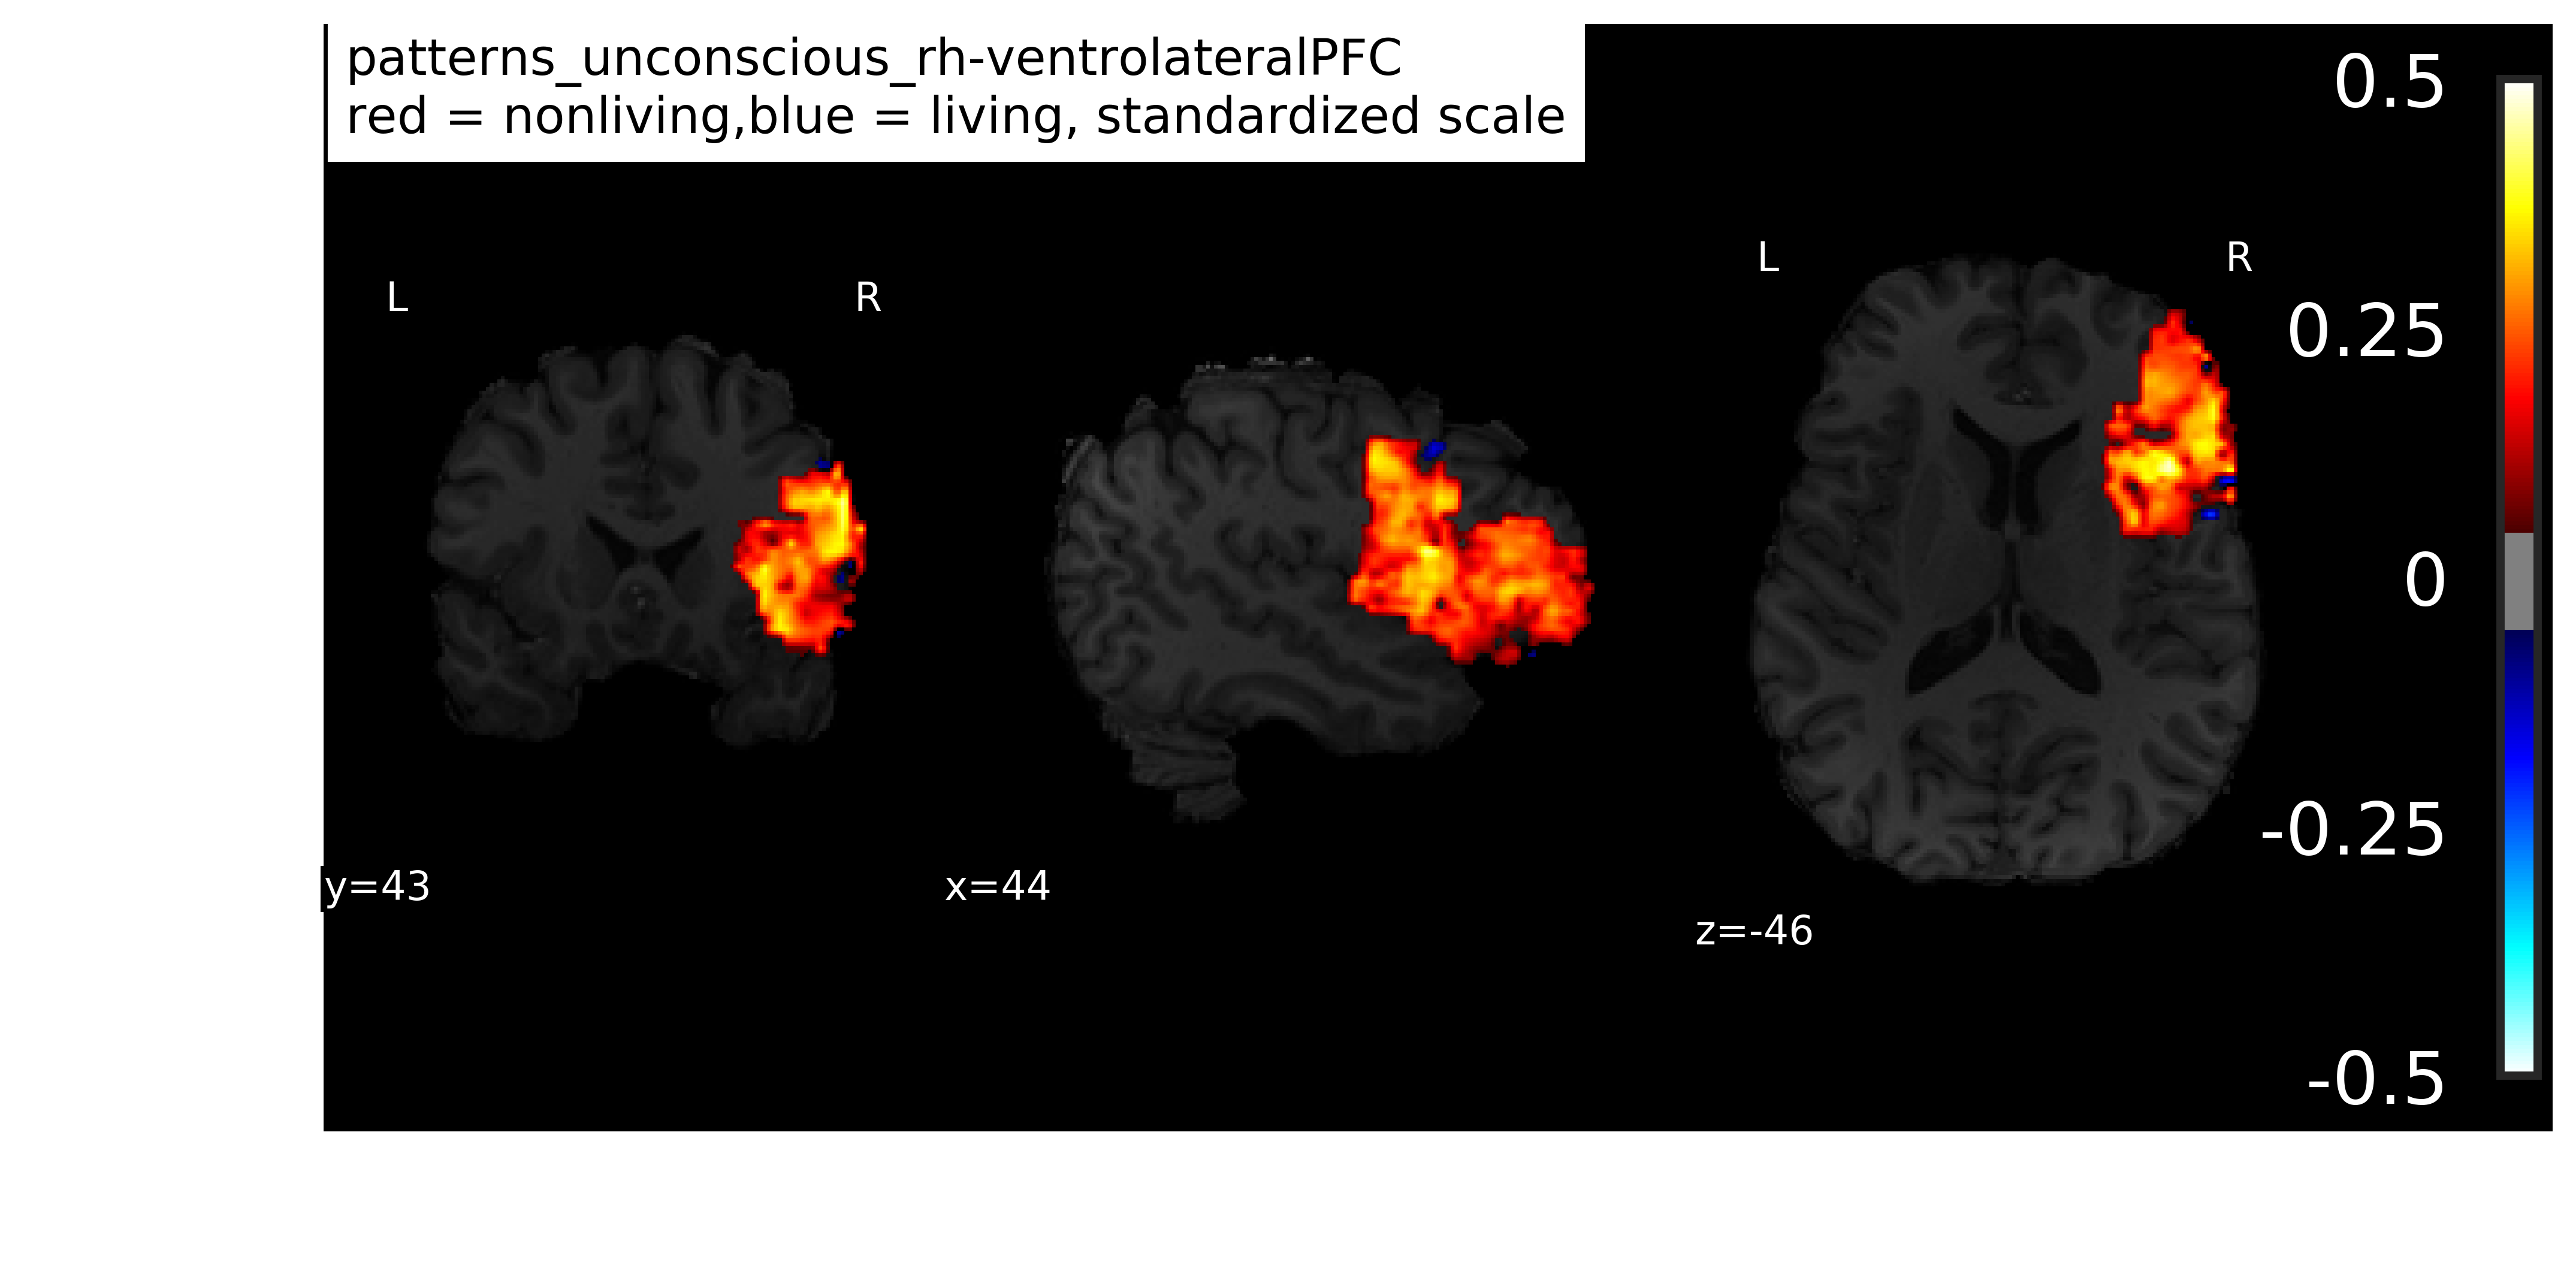 patterns_unconscious_rh-ventrolateralPFC
red = nonliving,blue = living, standardized scale
L R
L R
y=43
x=44
z=-46
0.5
0.25
0
-0.25
-0.5